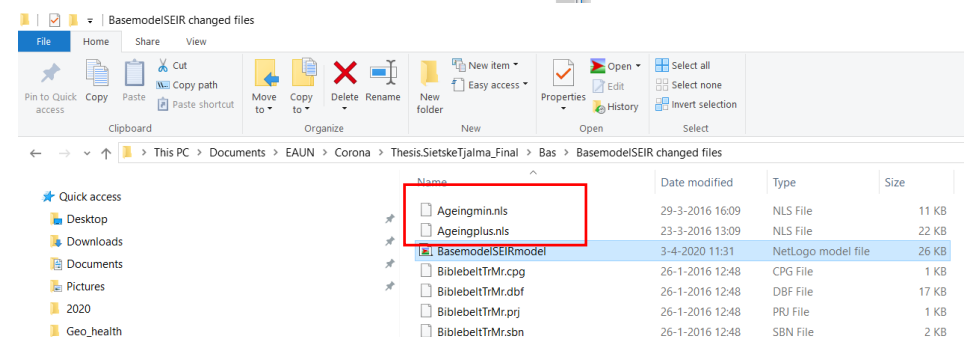 BasemodelSEIR changed files
File Home Share View
Pin to Quick access
Copy
Paste
Cut
Copy path
Paste shortcut
Move to
Copy to
Delete
Rename
New folder
New item
Easy access
Properties
Open
Edit
History
Select all
Select none
Invert selection
Clipboard Organize New Open Select
This PC > Documents > EAUN > Corona > Thesis.SietskeTjalma_Final > Bas > BasemodelSEIR changed files
Name Date modified Type Size
Quick access
Desktop
Downloads
Documents
Pictures
2020
Geo_health
Ageingmin.nls 29-3-2016 16:09 NLS File 11 KB
Ageingplus.nls 23-3-2016 13:09 NLS File 22 KB
BasemodelSEIRmodel 3-4-2020 11:31 NetLogo model file 26 KB
BiblebeltTrMr.cpg 26-1-2016 12:48 CPG File 1 KB
BiblebeltTrMr.dbf 26-1-2016 12:48 DBF File 17 KB
BiblebeltTrMr.prj 26-1-2016 12:48 PRJ File 1 KB
BiblebeltTrMr.sbn 26-1-2016 12:48 SBN File 2 KB